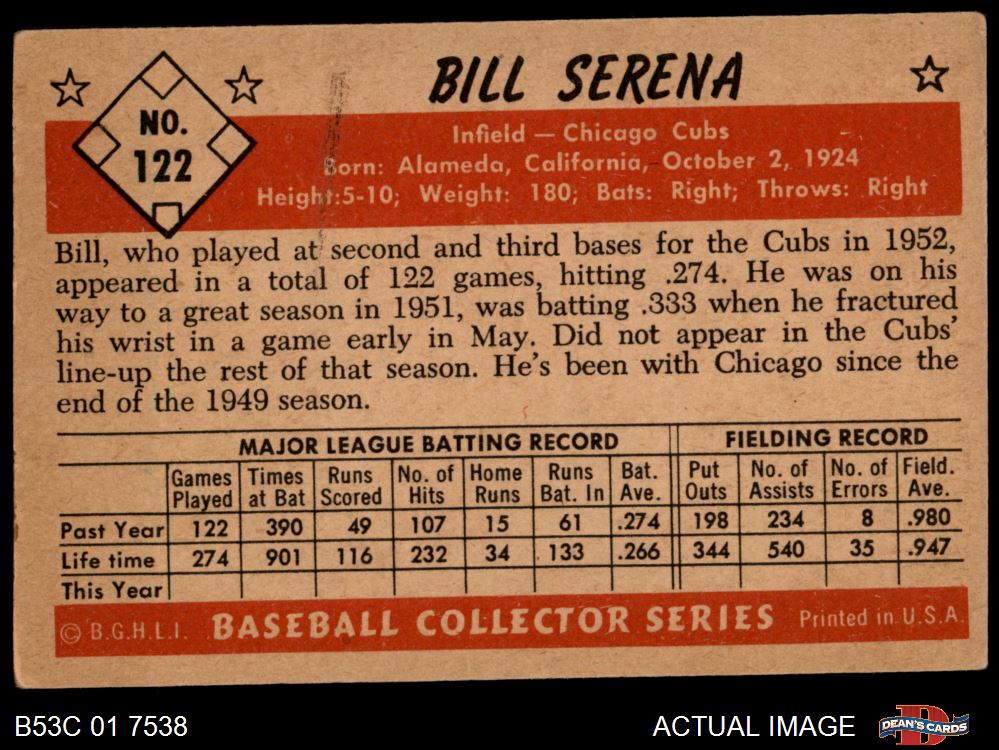 BILL SERENA
NO.
122
Infield — Chicago Cubs
Born: Alameda, California, October 2, 1924
Height:5-10; Weight: 180; Bats: Right; Throws: Right
Bill, who played at second and third bases for the Cubs in 1952,
appeared in a total of 122 games, hitting .274. He was on his
way to a great season in 1951, was batting .333 when he fractured
his wrist in a game early in May. Did not appear in the Cubs'
line-up the rest of that season. He's been with Chicago since the
end of the 1949 season.
MAJOR LEAGUE BATTING RECORD FIELDING RECORD
Games Times Runs No. of Home Runs Bat. Put No. of No. of Field.
Played at Bat Scored Hits Runs Bat. In Ave. Outs Assists Errors Ave.
Past Year 122 390 49 107 15 61 .274 198 234 8 .980
Life time 274 901 116 232 34 133 .266 344 540 35 .947
This Year
© B.G.H.L.I. BASEBALL COLLECTOR SERIES Printed in U.S.A.
B53C 01 7538 ACTUAL IMAGE DEAN'S CARDS